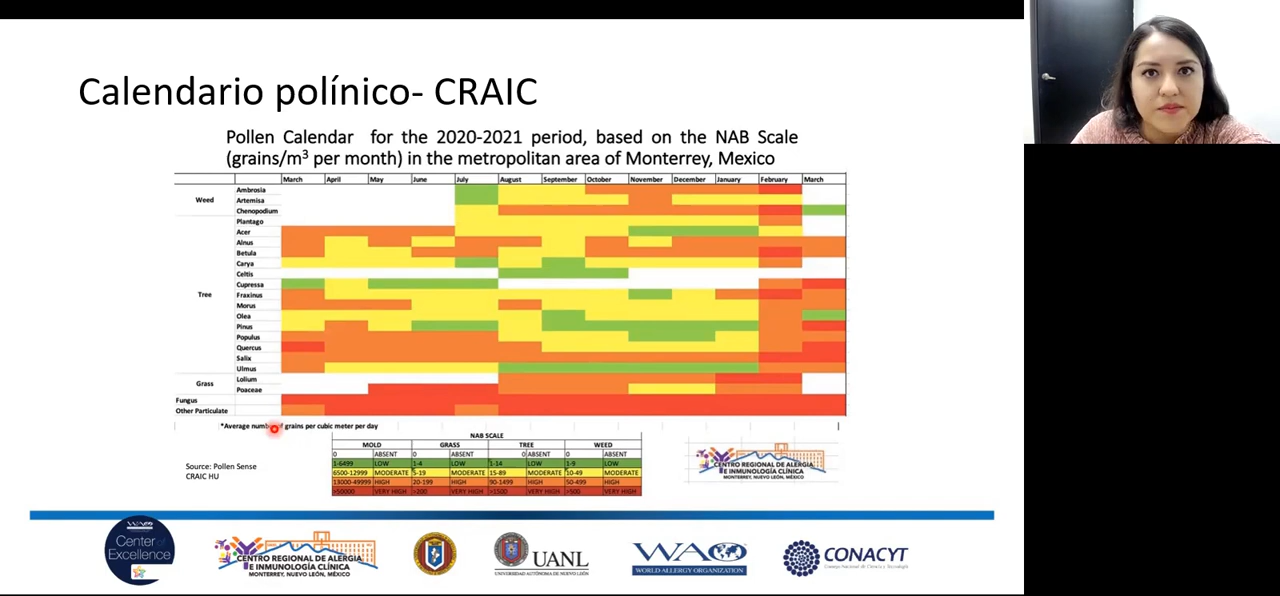 Calendario polínico- CRAIC
Pollen Calendar for the 2020-2021 period, based on the NAB Scale
(grains/m³ per month) in the metropolitan area of Monterrey, Mexico
March April May June July August September October November December January February March
Weed
Ambrosia
Artemisa
Chenopodium
Plantago
Tree
Acer
Alnus
Betula
Carya
Celtis
Cupressa
Fraxinus
Morus
Olea
Pinus
Populus
Quercus
Salix
Ulmus
Grass
Lolium
Poaceae
Fungus
Other Particulate
*Average grains per cubic meter per day
NAB SCALE
MOLD GRASS TREE WEED
0 ABSENT 0 ABSENT 0 ABSENT 0 ABSENT
1-6499 LOW 1-4 LOW 1-14 LOW 1-9 LOW
6500-12999 MODERATE 5-19 MODERATE 15-89 MODERATE 10-49 MODERATE
13000-49999 HIGH 20-199 HIGH 90-1499 HIGH 50-499 HIGH
>50000 VERY HIGH >200 VERY HIGH >1500 VERY HIGH >500 VERY HIGH
Source: Pollen Sense
CRAIC HU
CENTRO REGIONAL DE ALERGIA
E INMUNOLOGÍA CLÍNICA
MONTERREY, NUEVO LEÓN, MÉXICO
WAO
Center of
Excellence
CENTRO REGIONAL DE ALERGIA
E INMUNOLOGÍA CLÍNICA
MONTERREY, NUEVO LEÓN, MÉXICO
UANL
UNIVERSIDAD AUTÓNOMA DE NUEVO LEÓN
WAO
WORLD ALLERGY ORGANIZATION
CONACYT
Consejo Nacional de Ciencia y Tecnología